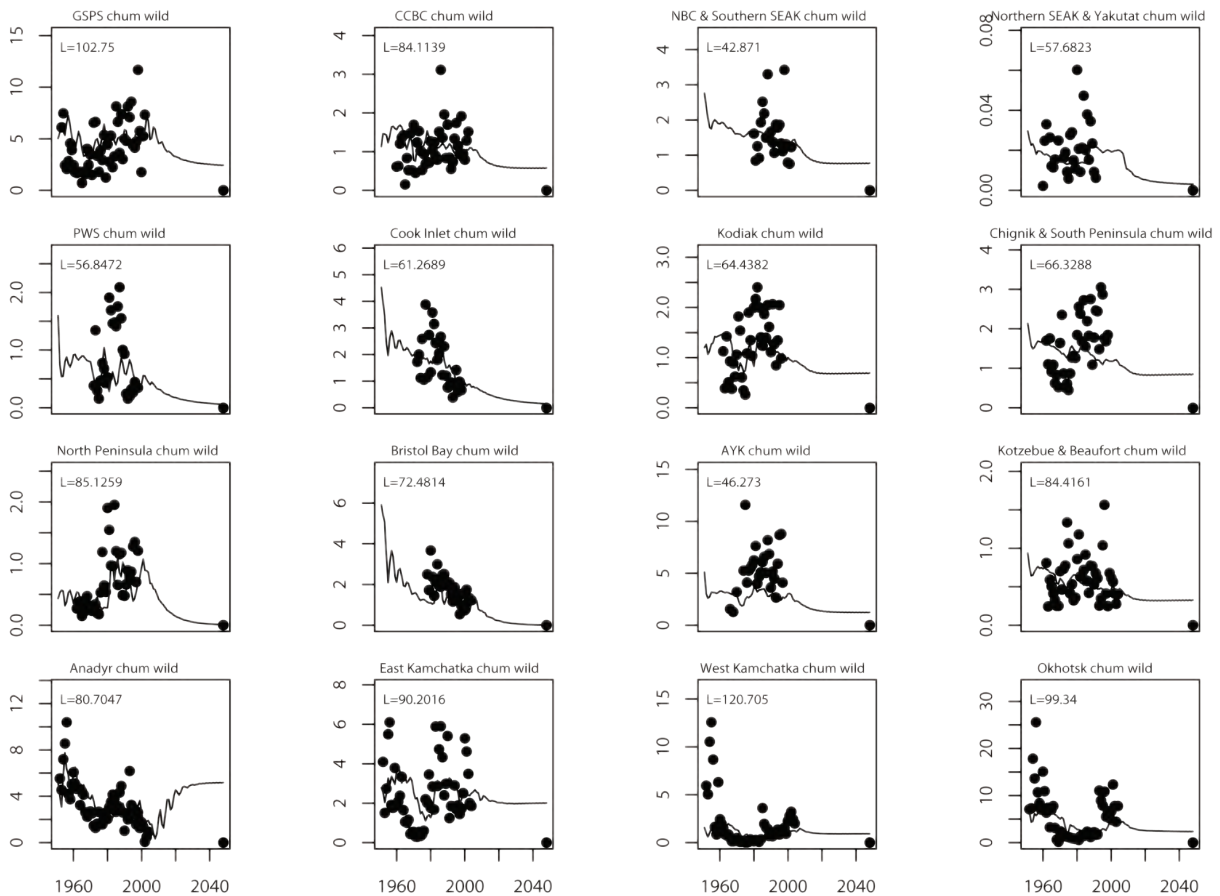 GSPS chum wild
CCBC chum wild
NBC & Southern SEAK chum wild
Northern SEAK & Yakutat chum wild
L=102.75
L=84.1139
L=42.871
L=57.6823
15
10
5
0
4
3
2
1
0
4
3
2
1
0
0.08
0.04
0.00
PWS chum wild
Cook Inlet chum wild
Kodiak chum wild
Chignik & South Peninsula chum wild
L=56.8472
L=61.2689
L=64.4382
L=66.3288
2.0
1.0
0.0
6
5
4
3
2
1
0
3.0
2.0
1.0
0.0
4
3
2
1
0
North Peninsula chum wild
Bristol Bay chum wild
AYK chum wild
Kotzebue & Beaufort chum wild
L=85.1259
L=72.4814
L=46.273
L=84.4161
2.0
1.0
0.0
6
4
2
0
15
10
5
0
2.0
1.0
0.0
Anadyr chum wild
East Kamchatka chum wild
West Kamchatka chum wild
Okhotsk chum wild
L=80.7047
L=90.2016
L=120.705
L=99.34
12
8
4
0
8
6
4
2
0
15
10
5
0
30
20
10
0
1960 2000 2040
1960 2000 2040
1960 2000 2040
1960 2000 2040